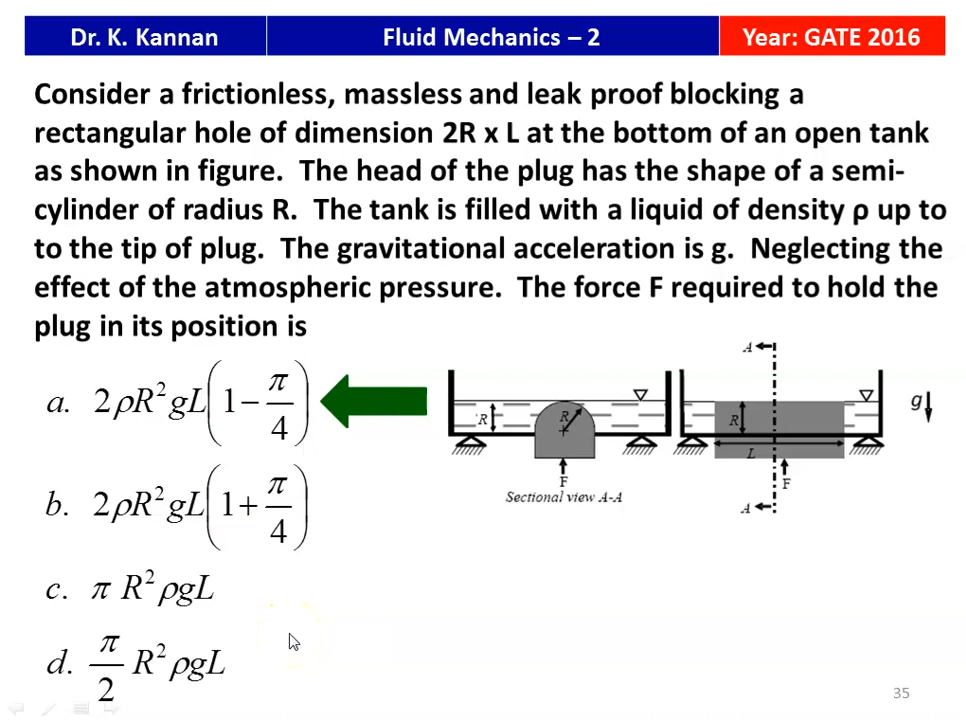 Dr. K. Kannan
Fluid Mechanics – 2
Year: GATE 2016
Consider a frictionless, massless and leak proof blocking a
rectangular hole of dimension 2R x L at the bottom of an open tank
as shown in figure. The head of the plug has the shape of a semi-
cylinder of radius R. The tank is filled with a liquid of density ρ up to
to the tip of plug. The gravitational acceleration is g. Neglecting the
effect of the atmospheric pressure. The force F required to hold the
plug in its position is
a. 2ρR²gL(1 − π/4)
b. 2ρR²gL(1 + π/4)
c. π R²ρgL
d. π/2 R²ρgL
A
R
R
F
Sectional view A-A
R
L
F
A
g
35